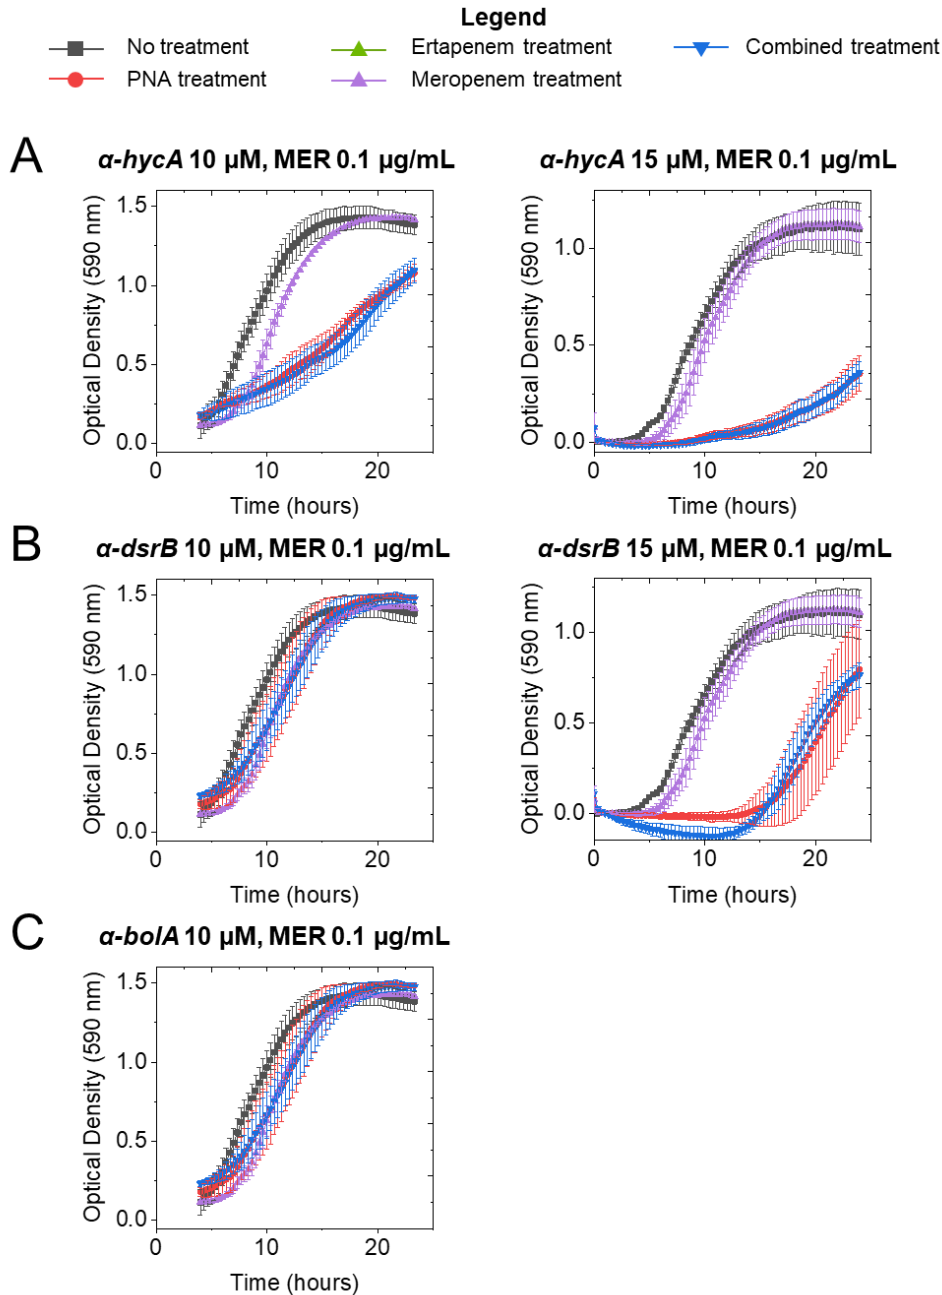 Legend
No treatment
Ertapenem treatment
Combined treatment
PNA treatment
Meropenem treatment
A
α-hycA 10 µM, MER 0.1 µg/mL
α-hycA 15 µM, MER 0.1 µg/mL
Optical Density (590 nm)
1.5
1.0
0.5
0.0
0
10
20
Time (hours)
Optical Density (590 nm)
1.0
0.5
0.0
0
10
20
Time (hours)
B
α-dsrB 10 µM, MER 0.1 µg/mL
α-dsrB 15 µM, MER 0.1 µg/mL
Optical Density (590 nm)
1.5
1.0
0.5
0.0
0
10
20
Time (hours)
Optical Density (590 nm)
1.0
0.5
0.0
0
10
20
Time (hours)
C
α-bolA 10 µM, MER 0.1 µg/mL
Optical Density (590 nm)
1.5
1.0
0.5
0.0
0
10
20
Time (hours)